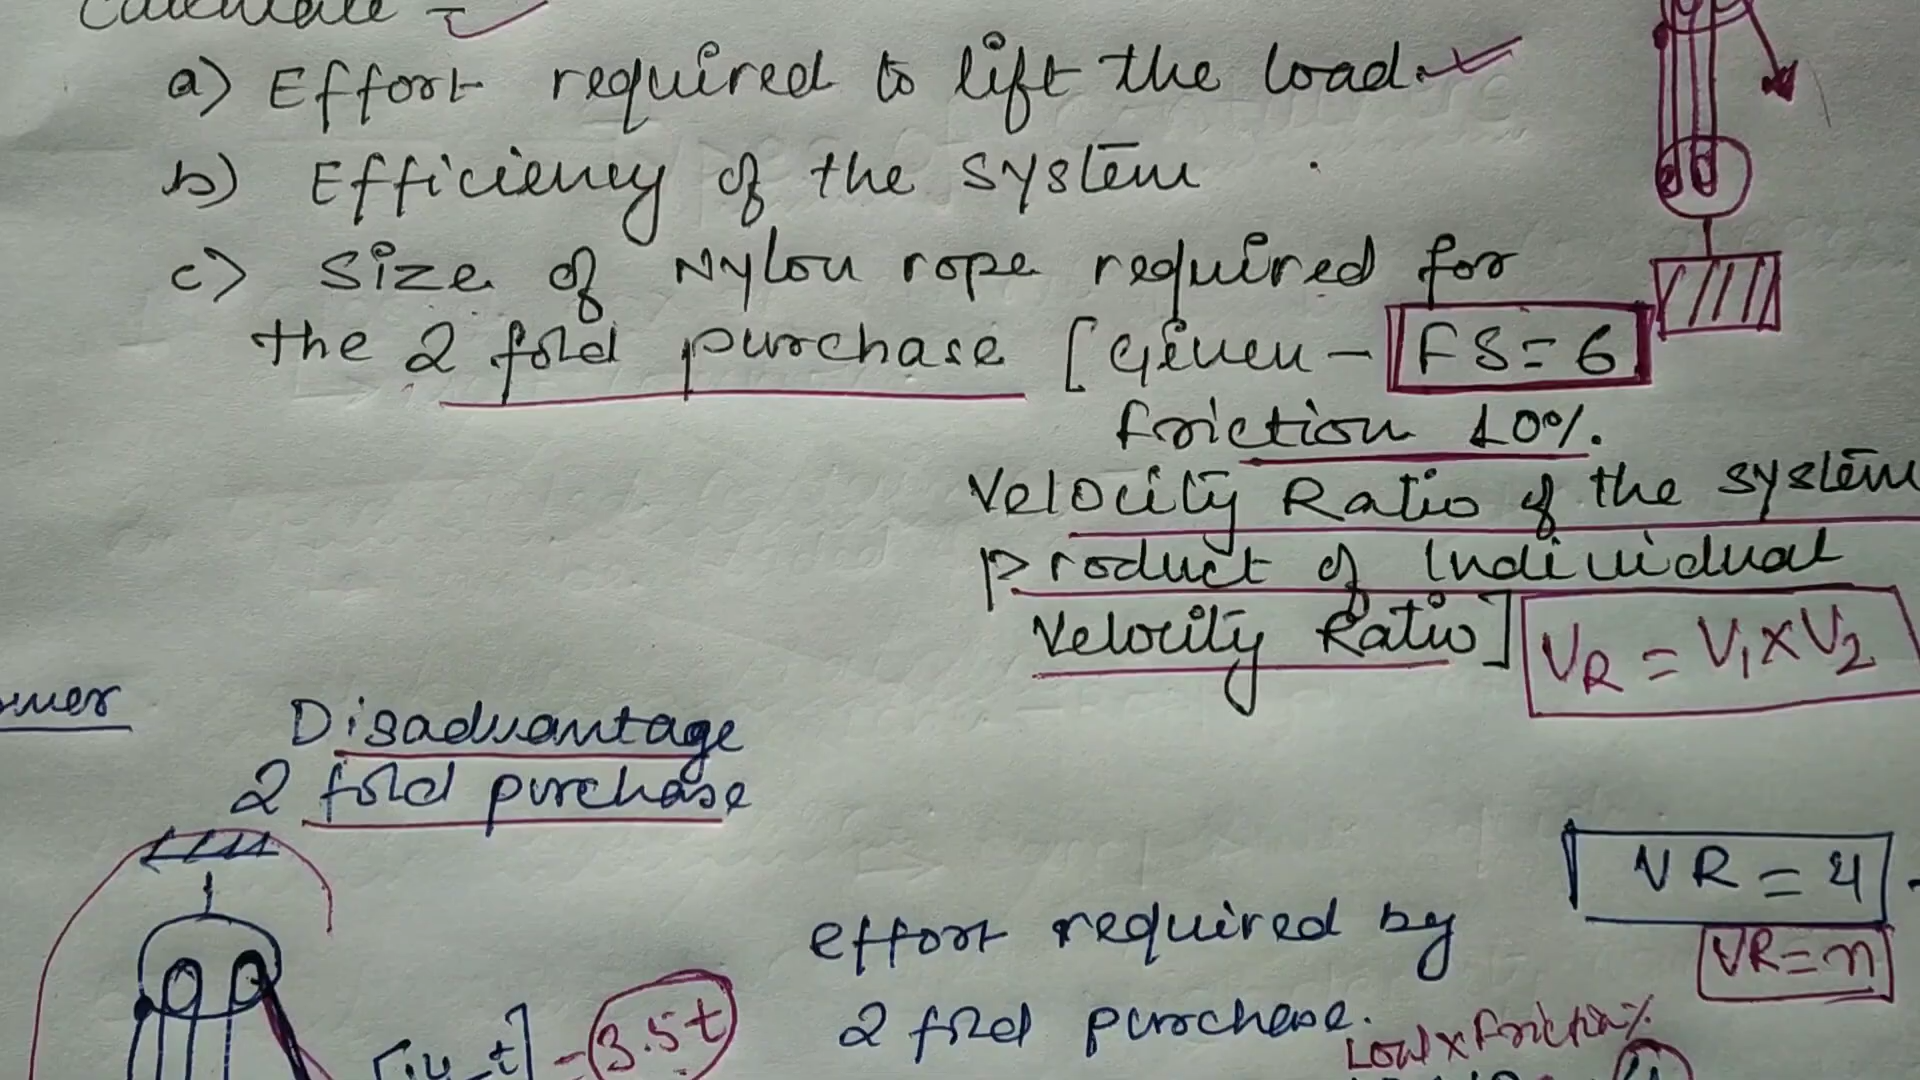 Calculate -
a) Effort required to lift the load.
b) Efficiency of the system
c) Size of Nylon rope required for
the 2 fold purchase [Given - FS = 6
friction 10%.
Velocity Ratio of the system
product of Individual
Velocity Ratio] VR = V1 x V2
Disadvantage
2 fold purchase
VR = 4
effort required by
VR = n
2 fold purchase.
Load x friction%
= 3.5t